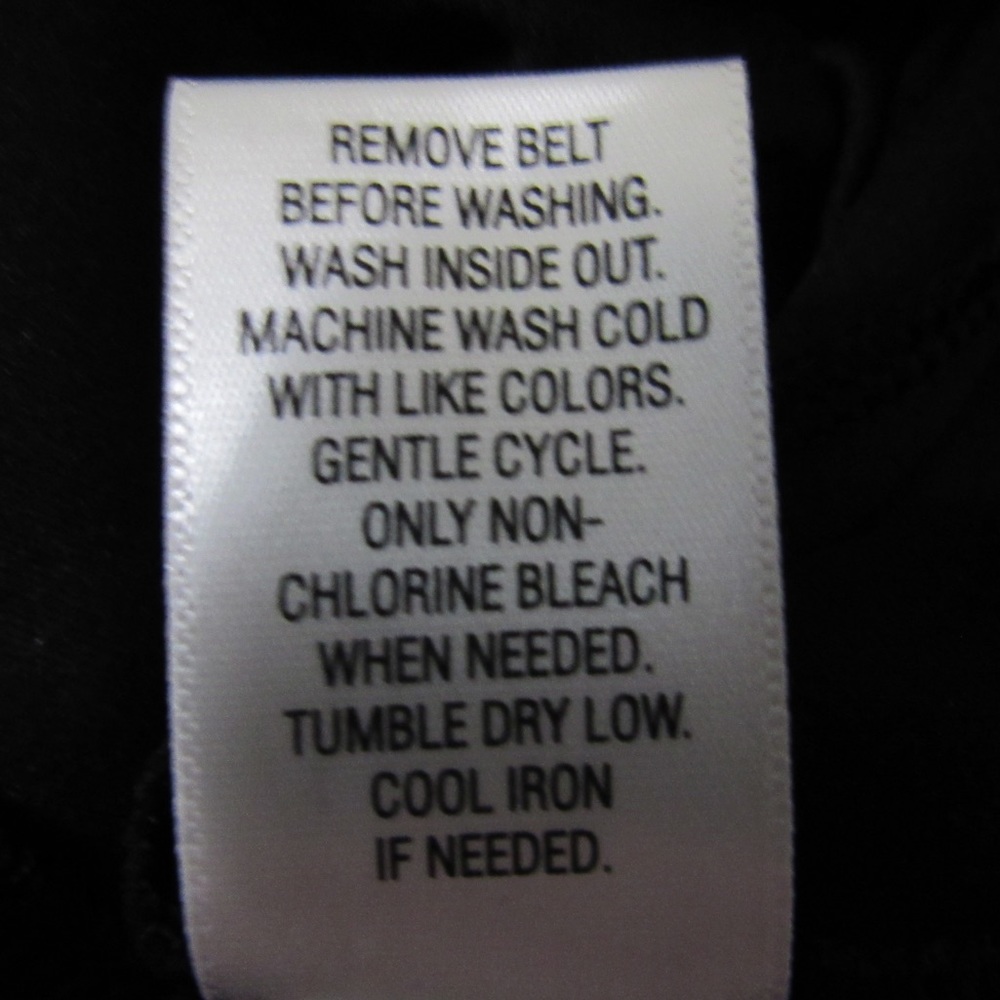 REMOVE BELT
BEFORE WASHING.
WASH INSIDE OUT.
MACHINE WASH COLD
WITH LIKE COLORS.
GENTLE CYCLE.
ONLY NON-
CHLORINE BLEACH
WHEN NEEDED.
TUMBLE DRY LOW.
COOL IRON
IF NEEDED.